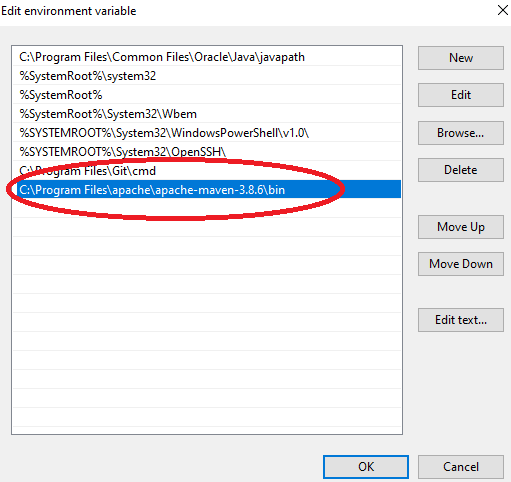 Edit environment variable
C:\Program Files\Common Files\Oracle\Java\javapath
%SystemRoot%\system32
%SystemRoot%
%SystemRoot%\System32\Wbem
%SYSTEMROOT%\System32\WindowsPowerShell\v1.0\
%SYSTEMROOT%\System32\OpenSSH\
C:\Program Files\Git\cmd
C:\Program Files\apache\apache-maven-3.8.6\bin
New
Edit
Browse...
Delete
Move Up
Move Down
Edit text...
OK
Cancel